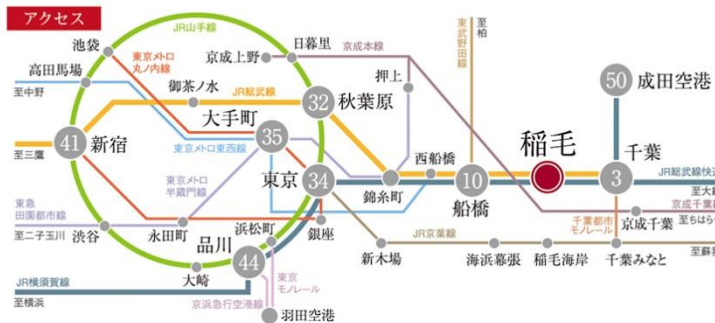 アクセス
JR山手線
池袋
東京メトロ
丸ノ内線
京成上野
日暮里
京成本線
東武野田線
至柏
高田馬場
至中野
御茶ノ水
JR総武線
押上
50
成田空港
大手町
32
秋葉原
41
新宿
35
東京メトロ東西線
西船橋
稲毛
千葉
至三鷹
東京メトロ
半蔵門線
東京
34
錦糸町
10
船橋
3
JR総武線快速
東急
田園都市線
至二子玉川
渋谷
永田町
浜松町
銀座
千葉都市
モノレール
京成千葉
品川
44
JR京葉線
新木場
海浜幕張
稲毛海岸
千葉みなと
JR横須賀線
至横浜
大崎
東京
モノレール
京浜急行空港線
羽田空港